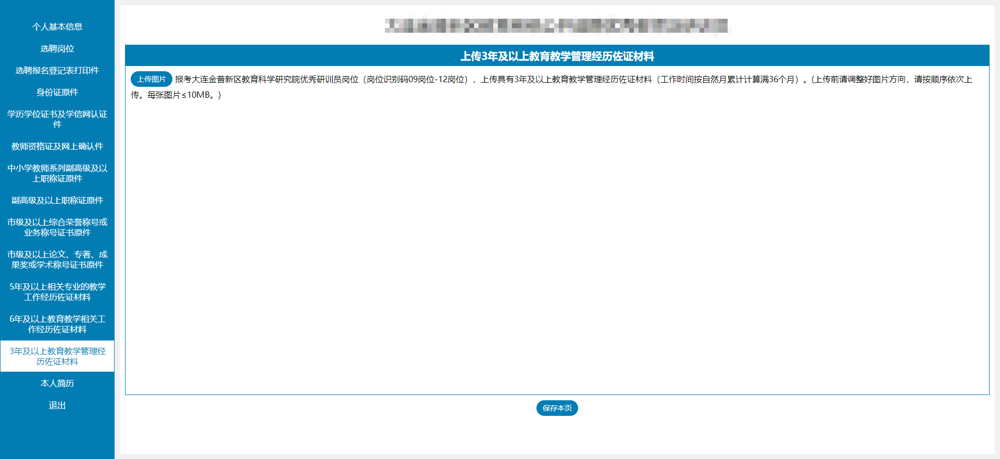 个人基本信息
选聘岗位
选聘报名登记表打印件
身份证原件
学历学位证书及学信网认证
件
教师资格证及网上确认件
中小学教师系列副高级及以
上职称证原件
副高级及以上职称证原件
市级及以上综合荣誉称号或
业务称号证书原件
市级及以上论文、专著、成
果奖或学术称号证书原件
5年及以上相关专业的教学
工作经历佐证材料
6年及以上教育教学相关工
作经历佐证材料
3年及以上教育教学管理经
历佐证材料
本人简历
退出
上传3年及以上教育教学管理经历佐证材料
上传图片 报考大连金普新区教育科学研究院优秀研训员岗位（岗位识别码09岗位-12岗位），上传具有3年及以上教育教学管理经历佐证材料（工作时间按自然月累计计算满36个月）。(上传前请调整好图片方向，请按顺序依次上
传。每张图片≤10MB。)
保存本页